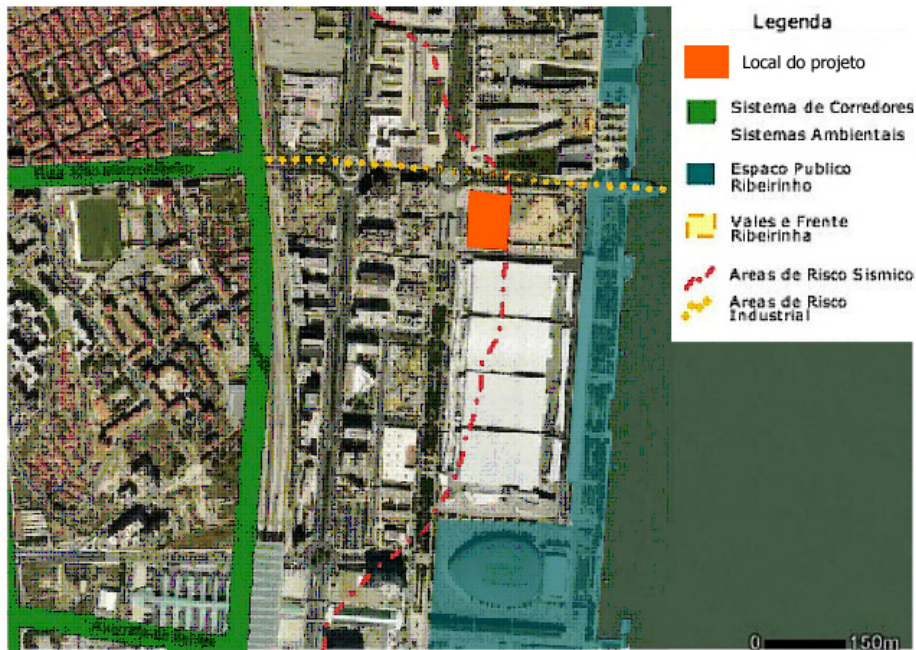 Legenda
Local do projeto
Sistema de Corredores
Sistemas Ambientais
Espaco Publico
Ribeirinho
Vales e Frente
Ribeirinha
Areas de Risco Sismico
Areas de Risco
Industrial
0 150m